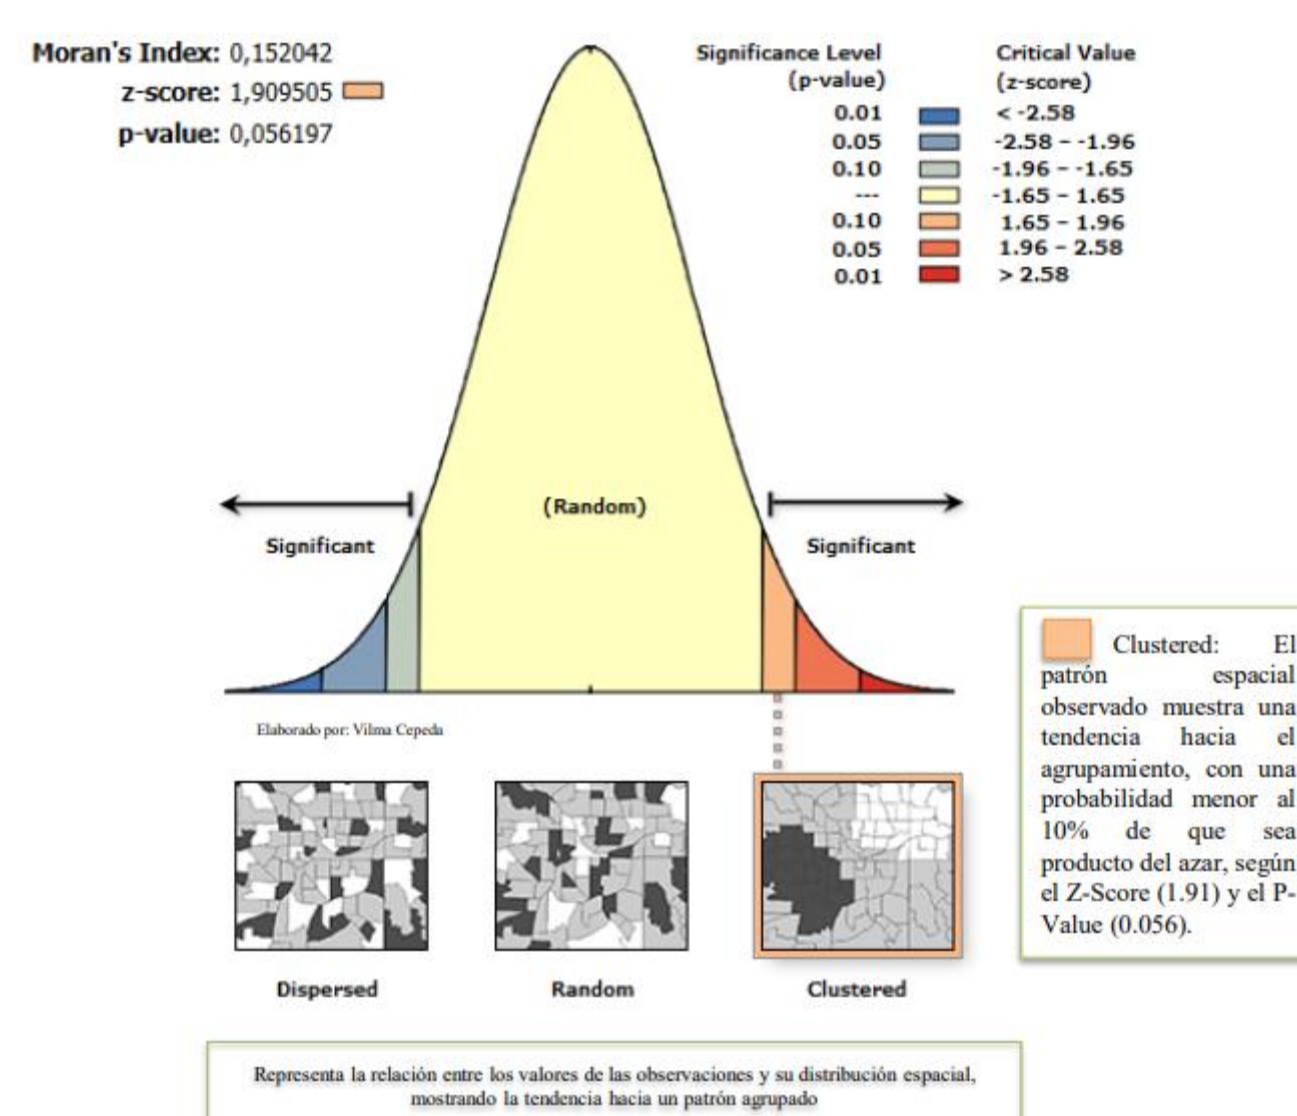 Moran's Index: 0,152042
z-score: 1,909505
p-value: 0,056197
Significance Level
(p-value)
Critical Value
(z-score)
0.01 < -2.58
0.05 -2.58 - -1.96
0.10 -1.96 - -1.65
--- -1.65 - 1.65
0.10 1.65 - 1.96
0.05 1.96 - 2.58
0.01 > 2.58
(Random)
Significant
Significant
Elaborado por: Vilma Cepeda
Dispersed
Random
Clustered
Clustered: El
patrón espacial
observado muestra una
tendencia hacia el
agrupamiento, con una
probabilidad menor al
10% de que sea
producto del azar, según
el Z-Score (1.91) y el P-
Value (0.056).
Representa la relación entre los valores de las observaciones y su distribución espacial,
mostrando la tendencia hacia un patrón agrupado